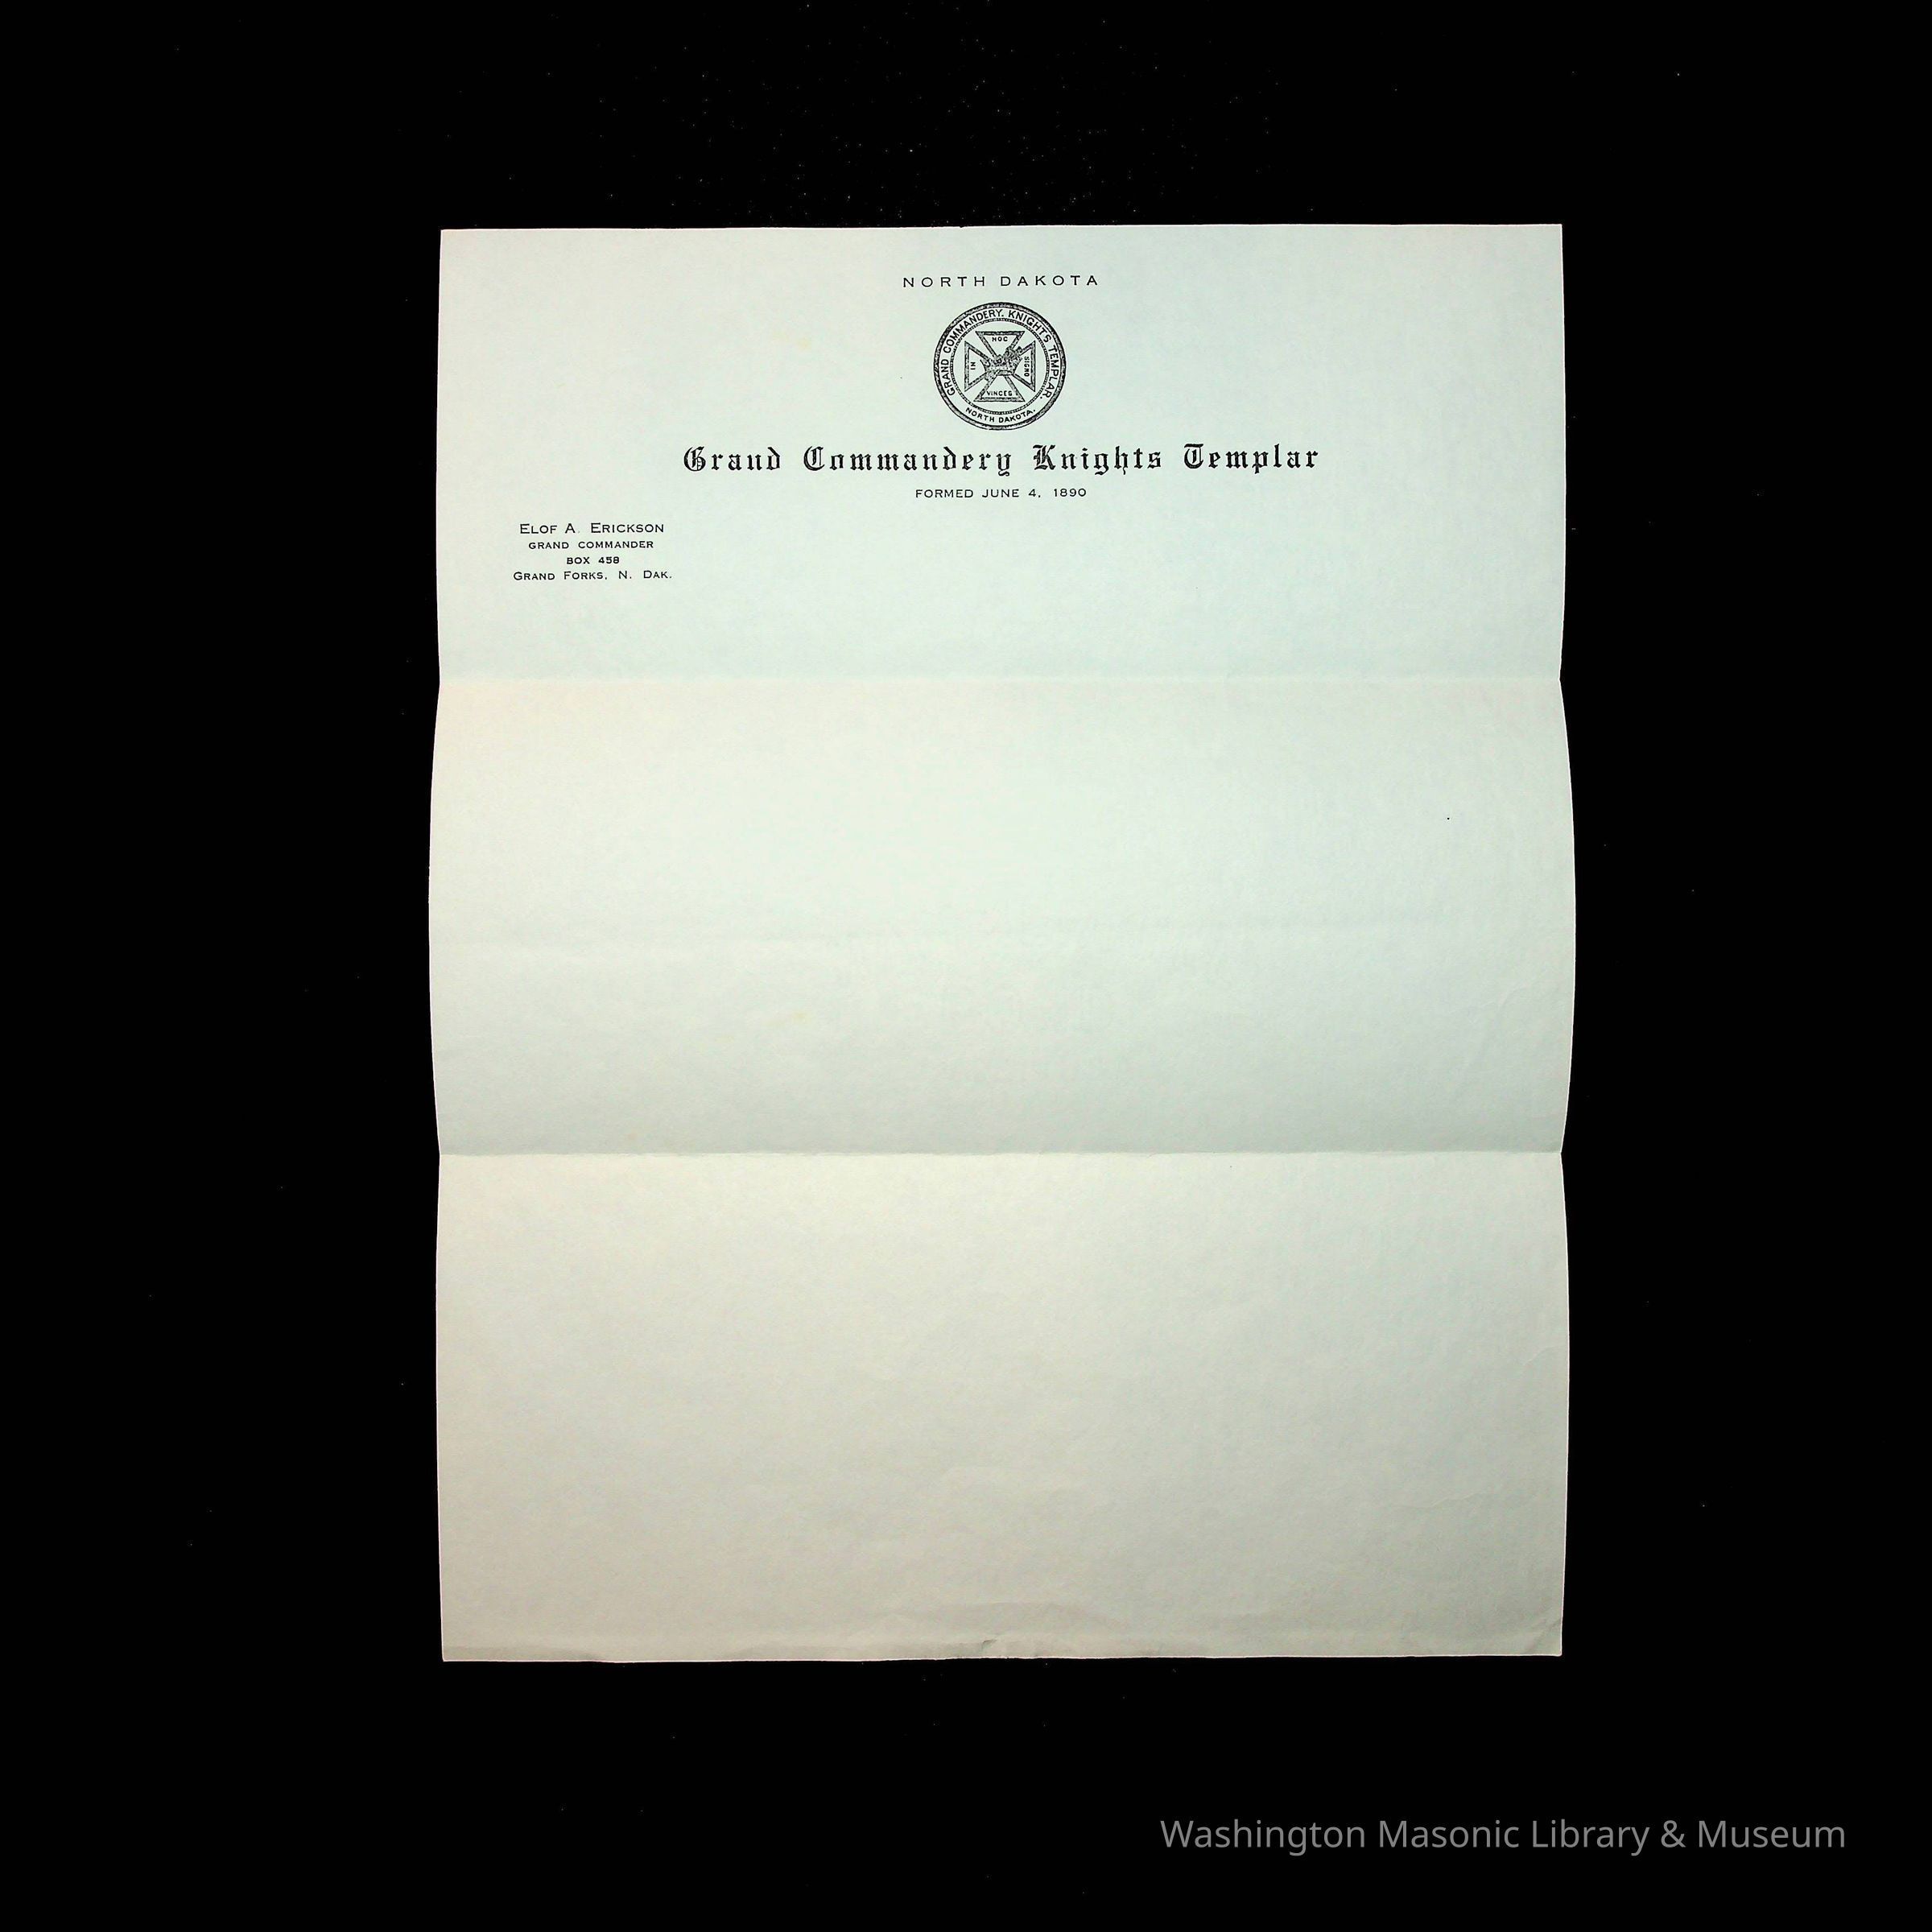 NORTH DAKOTA
GRAND COMMANDERY. KNIGHTS TEMPLAR.
HOC
IN
SIGNO
VINCES
NORTH DAKOTA.
Grand Commandery Knights Templar
FORMED JUNE 4, 1890
ELOF A. ERICKSON
GRAND COMMANDER
BOX 458
GRAND FORKS, N. DAK.
Washington Masonic Library & Museum